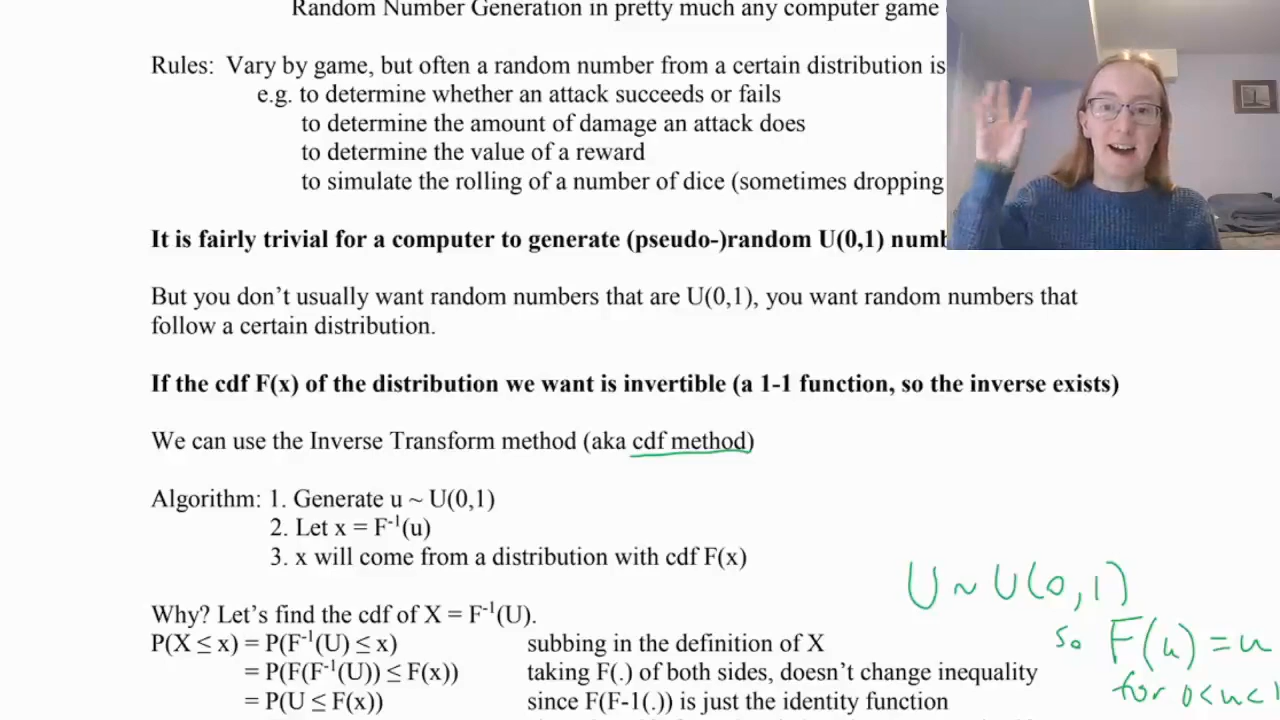 Random Number Generation in pretty much any computer game
Rules: Vary by game, but often a random number from a certain distribution is
e.g. to determine whether an attack succeeds or fails
to determine the amount of damage an attack does
to determine the value of a reward
to simulate the rolling of a number of dice (sometimes dropping
It is fairly trivial for a computer to generate (pseudo-)random U(0,1)
But you don't usually want random numbers that are U(0,1), you want random numbers that
follow a certain distribution.
If the cdf F(x) of the distribution we want is invertible (a 1-1 function, so the inverse exists)
We can use the Inverse Transform method (aka cdf method)
Algorithm: 1. Generate u ~ U(0,1)
2. Let x = F⁻¹(u)
3. x will come from a distribution with cdf F(x)
U ~ U(0,1)
Why? Let's find the cdf of X = F⁻¹(U).
P(X ≤ x) = P(F⁻¹(U) ≤ x) subbing in the definition of X
so F(u) = u
= P(F(F⁻¹(U)) ≤ F(x)) taking F(.) of both sides, doesn't change inequality
for 0<u<1
= P(U ≤ F(x)) since F(F-1(.)) is just the identity function